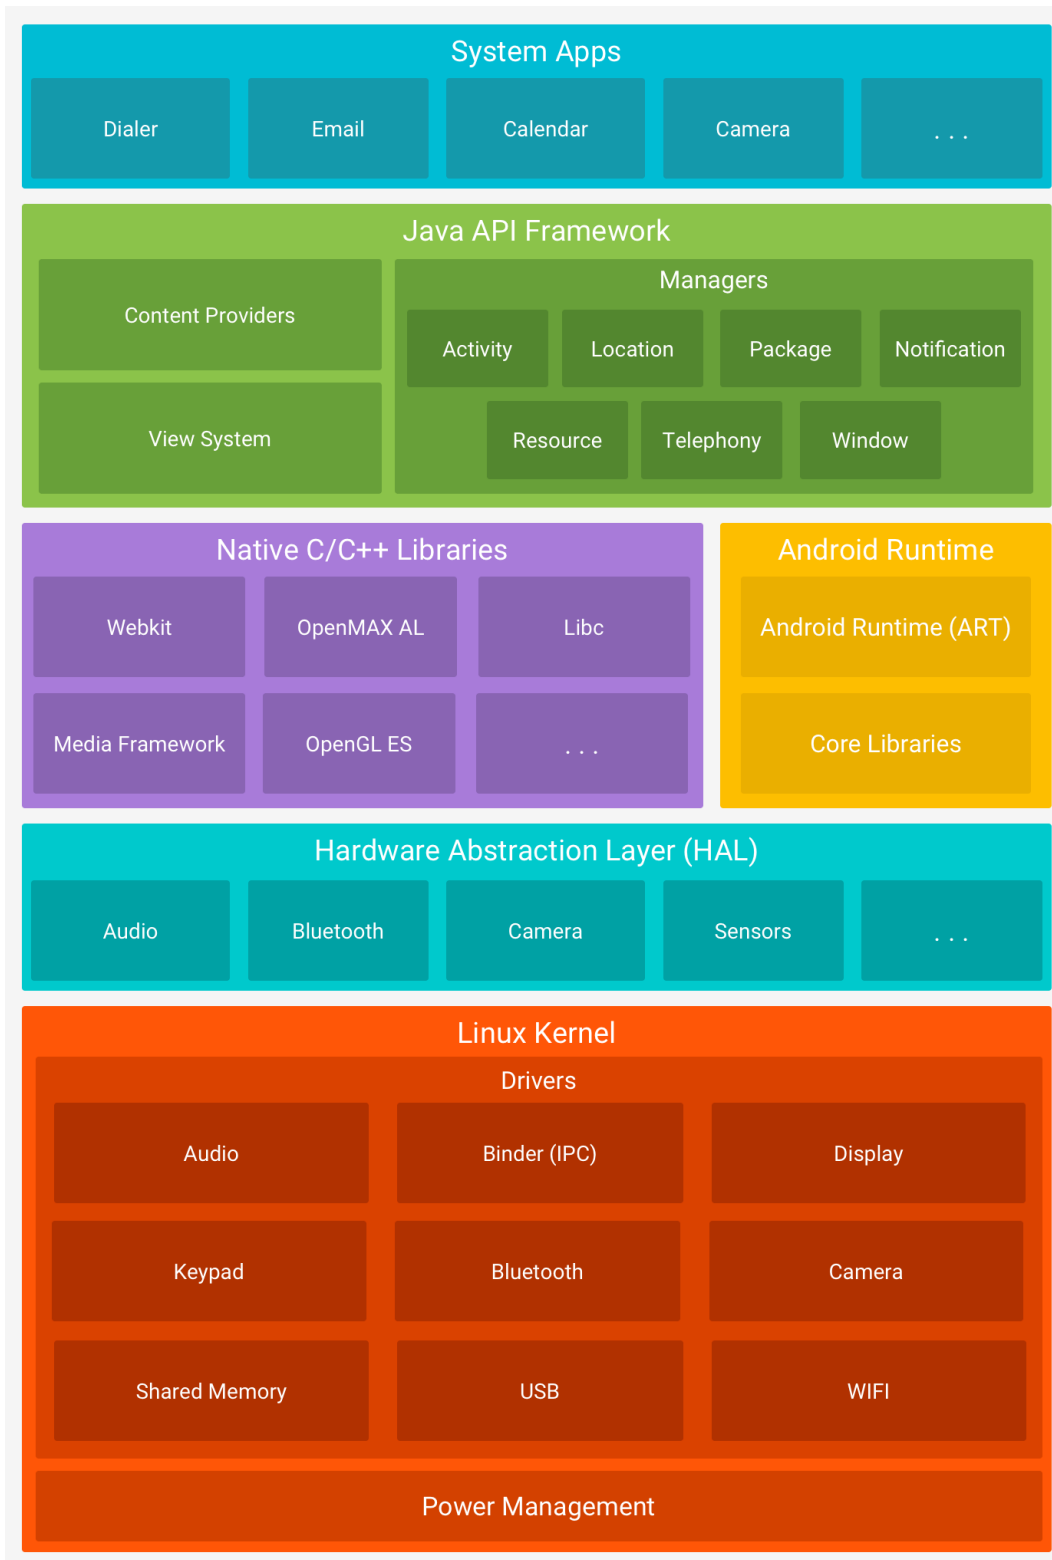 System Apps
Dialer
Email
Calendar
Camera
. . .
Java API Framework
Content Providers
View System
Managers
Activity
Location
Package
Notification
Resource
Telephony
Window
Native C/C++ Libraries
Webkit
OpenMAX AL
Libc
Media Framework
OpenGL ES
. . .
Android Runtime
Android Runtime (ART)
Core Libraries
Hardware Abstraction Layer (HAL)
Audio
Bluetooth
Camera
Sensors
. . .
Linux Kernel
Drivers
Audio
Binder (IPC)
Display
Keypad
Bluetooth
Camera
Shared Memory
USB
WIFI
Power Management